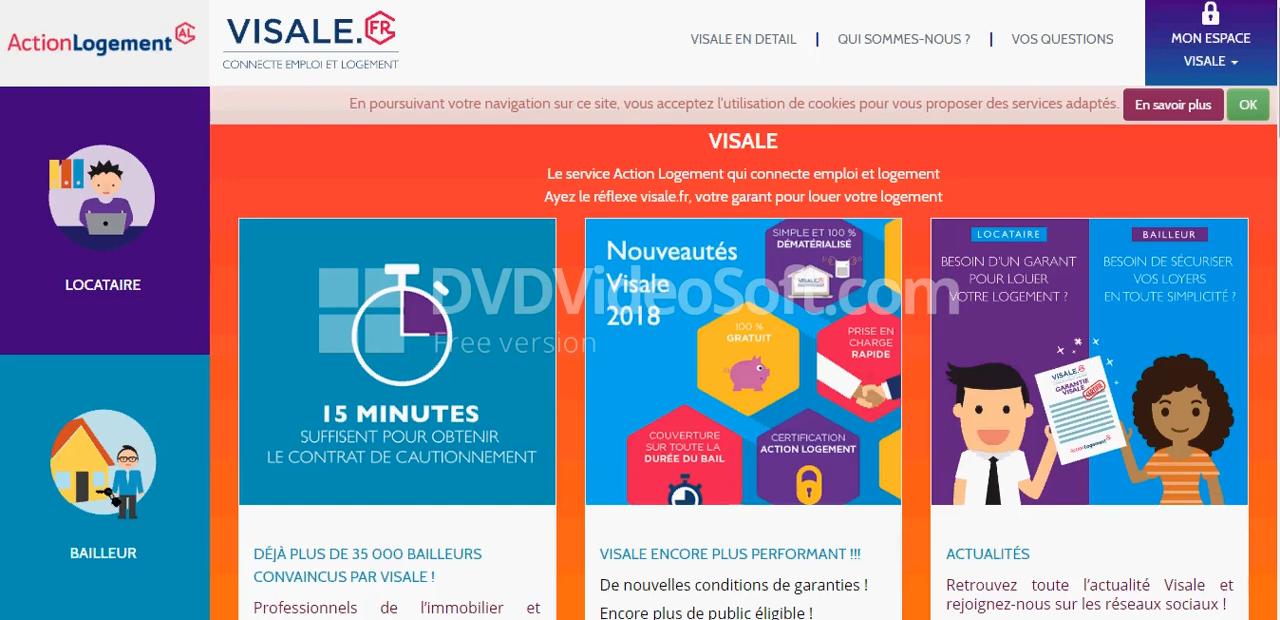 ActionLogement AL
VISALE.FR
CONNECTE EMPLOI ET LOGEMENT
VISALE EN DETAIL | QUI SOMMES-NOUS ? | VOS QUESTIONS
MON ESPACE
VISALE
En poursuivant votre navigation sur ce site, vous acceptez l'utilisation de cookies pour vous proposer des services adaptés. En savoir plus OK
LOCATAIRE
BAILLEUR
VISALE
Le service Action Logement qui connecte emploi et logement
Ayez le réflexe visale.fr, votre garant pour louer votre logement
15 MINUTES
SUFFISENT POUR OBTENIR
LE CONTRAT DE CAUTIONNEMENT
DÉJÀ PLUS DE 35 000 BAILLEURS
CONVAINCUS PAR VISALE !
Professionnels de l'immobilier et
Nouveautés
Visale
2018
SIMPLE ET 100 %
DÉMATÉRIALISÉ
VISALE
100 %
GRATUIT
PRISE EN
CHARGE
RAPIDE
COUVERTURE
SUR TOUTE LA
DURÉE DU BAIL
CERTIFICATION
ACTION LOGEMENT
VISALE ENCORE PLUS PERFORMANT !!!
De nouvelles conditions de garanties !
Encore plus de public éligible !
LOCATAIRE
BESOIN D'UN GARANT
POUR LOUER
VOTRE LOGEMENT ?
BAILLEUR
BESOIN DE SÉCURISER
VOS LOYERS
EN TOUTE SIMPLICITÉ ?
VISALE.
GARANTIE
VISALE
ActionLogement
ACTUALITÉS
Retrouvez toute l'actualité Visale et
rejoignez-nous sur les réseaux sociaux !
DVDVideoSoft.com
Free version